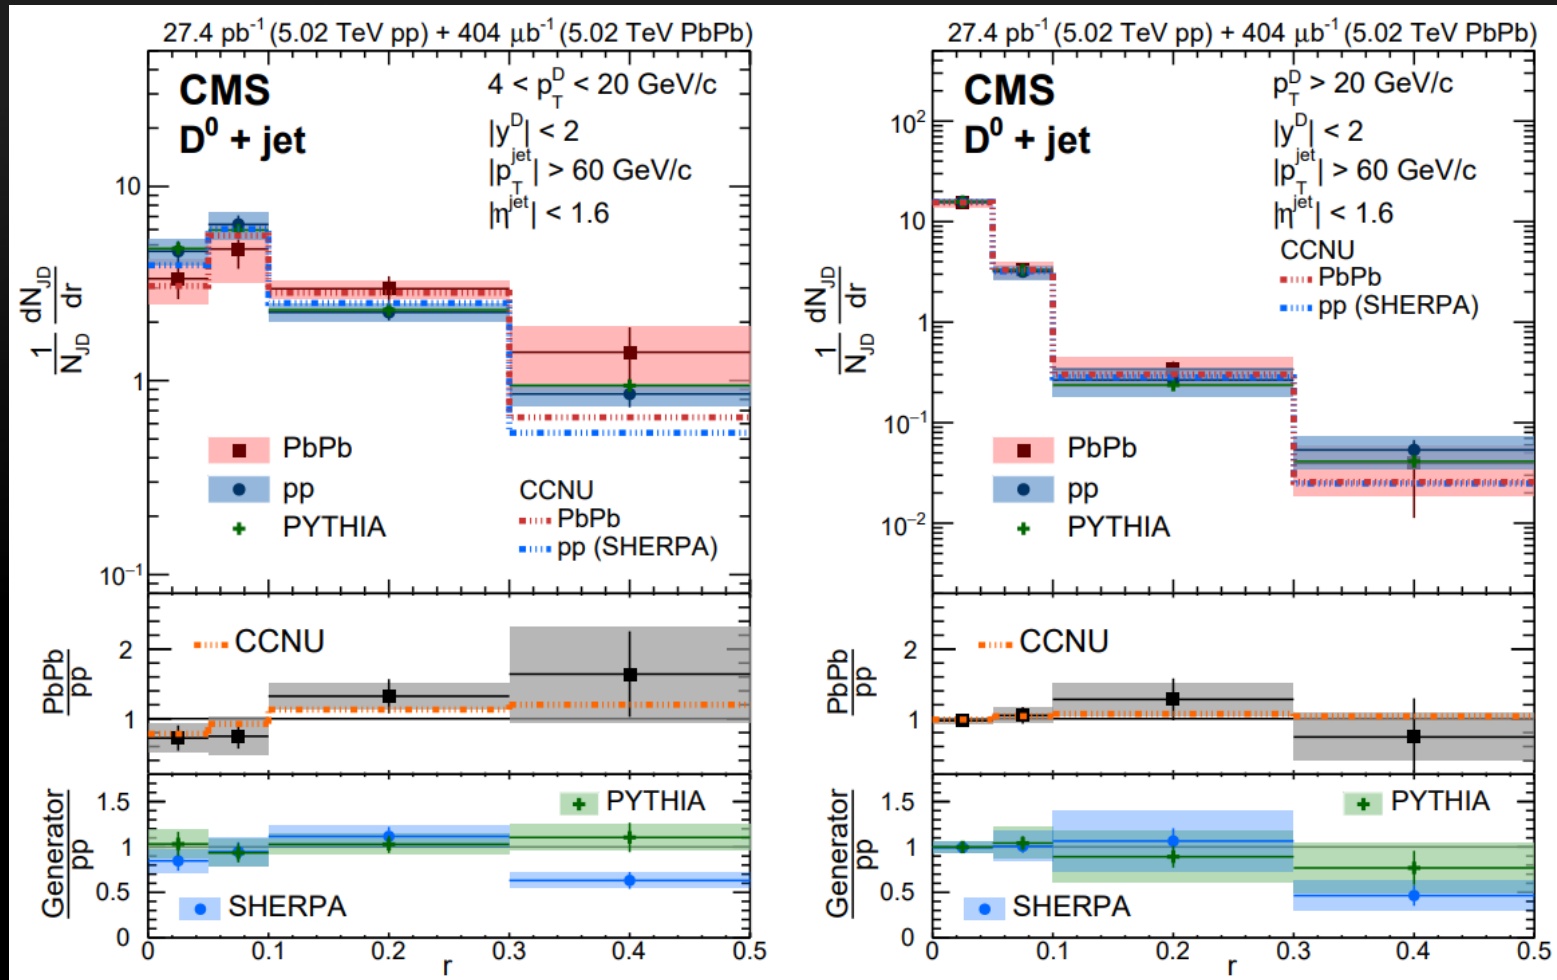 27.4 pb⁻¹ (5.02 TeV pp) + 404 μb⁻¹ (5.02 TeV PbPb)
CMS
D⁰ + jet
4 < p_T^D < 20 GeV/c
|y^D| < 2
|p_T^jet| > 60 GeV/c
|η^jet| < 1.6
10
1
10⁻¹
1/N_JD dN_JD/dr
PbPb
pp
PYTHIA
CCNU
PbPb
pp (SHERPA)
2
1
PbPb/pp
CCNU
1.5
1
0.5
0
Generator/pp
PYTHIA
SHERPA
0 0.1 0.2 0.3 0.4 0.5
r
27.4 pb⁻¹ (5.02 TeV pp) + 404 μb⁻¹ (5.02 TeV PbPb)
CMS
D⁰ + jet
p_T^D > 20 GeV/c
|y^D| < 2
|p_T^jet| > 60 GeV/c
|η^jet| < 1.6
CCNU
PbPb
pp (SHERPA)
10²
10
1
10⁻¹
10⁻²
1/N_JD dN_JD/dr
PbPb
pp
PYTHIA
2
1
PbPb/pp
CCNU
1.5
1
0.5
0
Generator/pp
PYTHIA
SHERPA
0 0.1 0.2 0.3 0.4 0.5
r